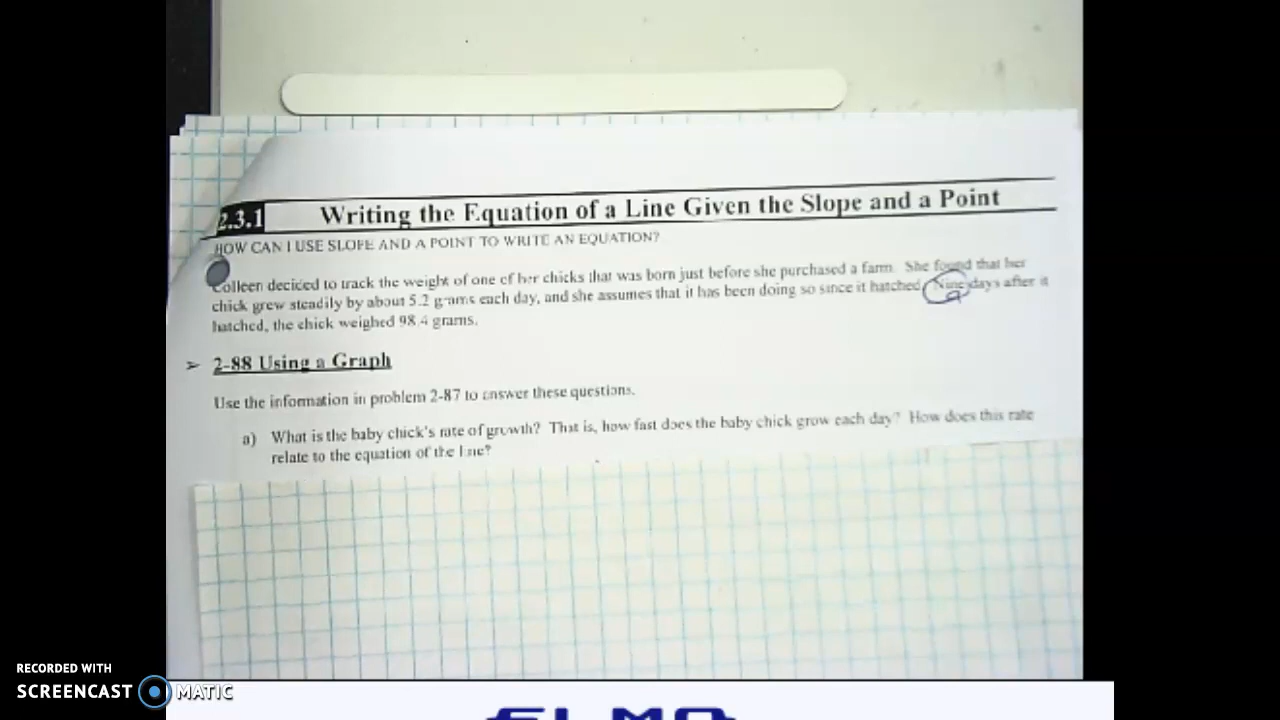 2.3.1 Writing the Equation of a Line Given the Slope and a Point
HOW CAN I USE SLOPE AND A POINT TO WRITE AN EQUATION?
Colleen decided to track the weight of one of her chicks that was born just before she purchased a farm. She found that her
chick grew steadily by about 5.2 grams each day, and she assumes that it has been doing so since it hatched. Nine days after it
hatched, the chick weighed 98.4 grams.
➢ 2-88 Using a Graph
Use the information in problem 2-87 to answer these questions.
a) What is the baby chick's rate of growth? That is, how fast does the baby chick grow each day? How does this rate
relate to the equation of the line?
RECORDED WITH
SCREENCAST MATIC
ELMO